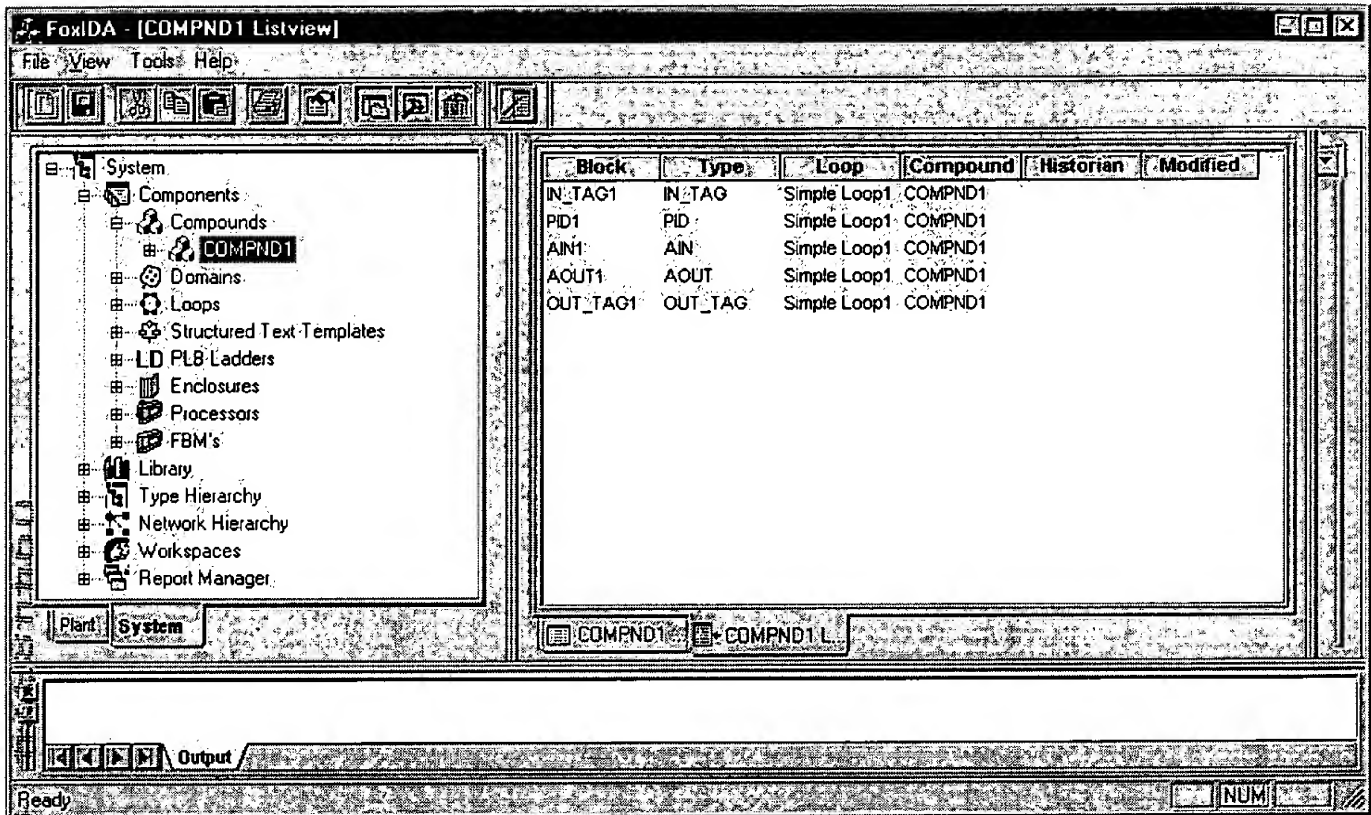 FoxIDA - [COMPND1 Listview]
File View Tools Help
System
Components
Compounds
COMPND1
Domains
Loops
Structured Text Templates
LD PLB Ladders
Enclosures
Processors
FBM's
Library
Type Hierarchy
Network Hierarchy
Workspaces
Report Manager
Plant System
Block Type Loop Compound Historian Modified
IN_TAG1 IN_TAG Simple Loop1 COMPND1
PID1 PID Simple Loop1 COMPND1
AIN1 AIN Simple Loop1 COMPND1
AOUT1 AOUT Simple Loop1 COMPND1
OUT_TAG1 OUT_TAG Simple Loop1 COMPND1
COMPND1 COMPND1 L...
Output
Ready NUM